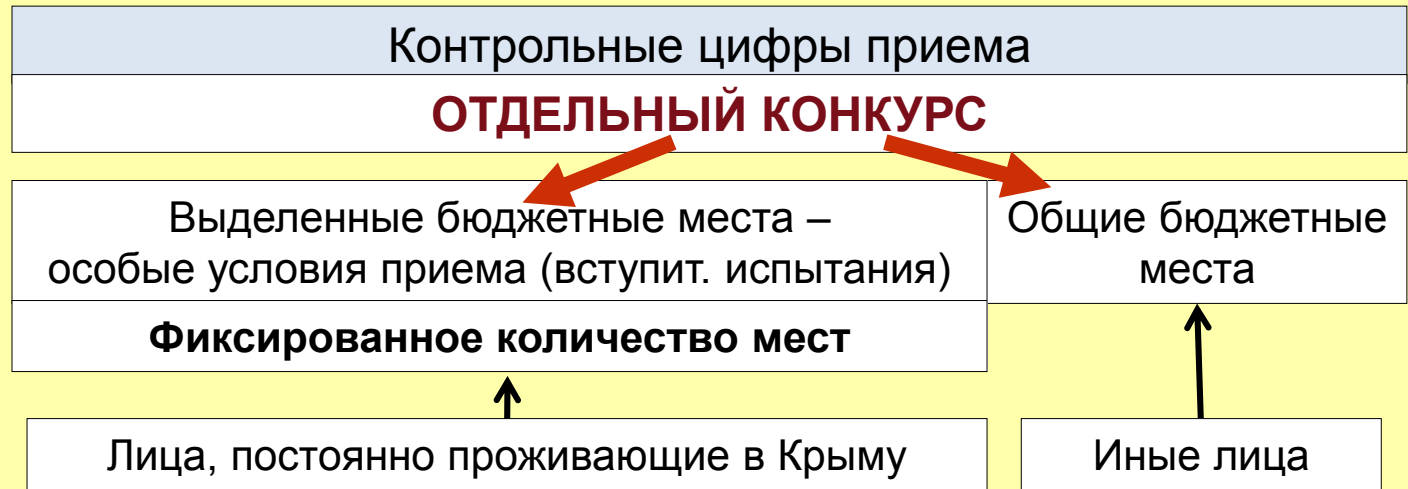 Контрольные цифры приема
ОТДЕЛЬНЫЙ КОНКУРС
Выделенные бюджетные места –
особые условия приема (вступит. испытания)
Фиксированное количество мест
Общие бюджетные
места
Лица, постоянно проживающие в Крыму
Иные лица